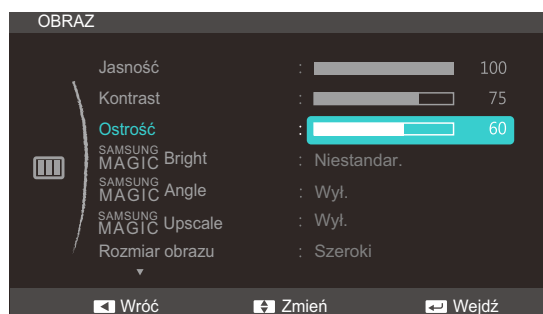 OBRAZ
Jasność : 100
Kontrast : 75
Ostrość : 60
SAMSUNG MAGIC Bright : Niestandar.
SAMSUNG MAGIC Angle : Wył.
SAMSUNG MAGIC Upscale : Wył.
Rozmiar obrazu : Szeroki
Wróć Zmień Wejdź